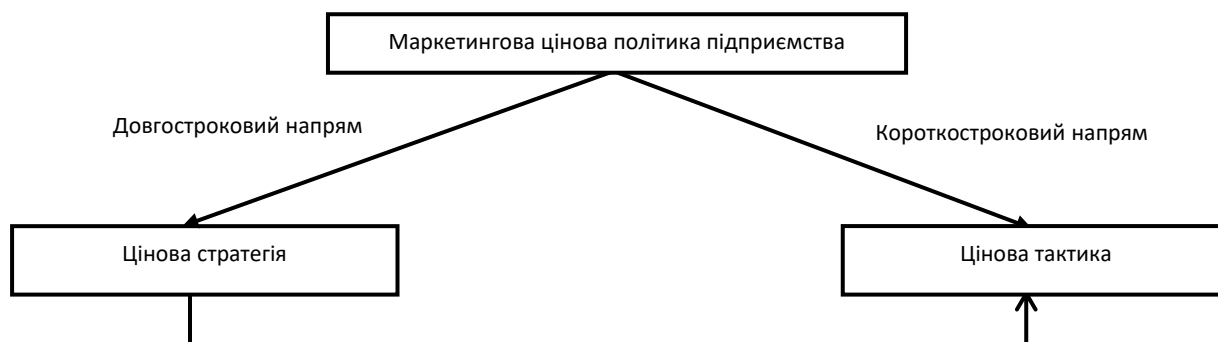 Маркетингова цінова політика підприємства
Довгостроковий напрям
Короткостроковий напрям
Цінова стратегія
Цінова тактика